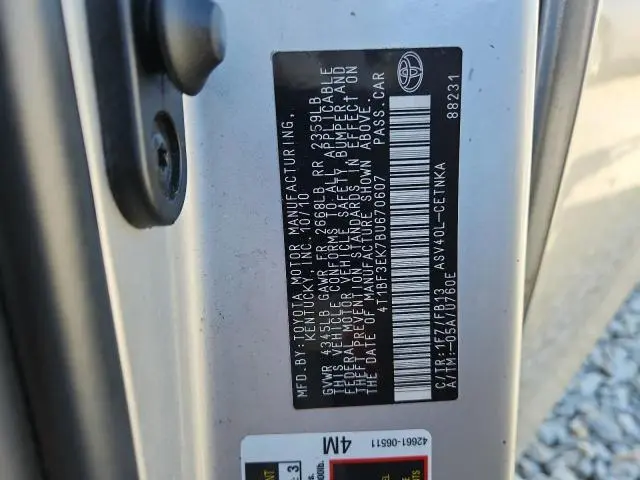 MFD.BY:TOYOTA MOTOR MANUFACTURING,
KENTUCKY, INC. 10/10
GVWR 4345LB GAWR FR 2668LB RR 2359LB
THIS VEHICLE CONFORMS TO ALL APPLICABLE
FEDERAL MOTOR VEHICLE SAFETY, BUMPER AND
THEFT PREVENTION STANDARDS IN EFFECT ON
THE DATE OF MANUFACTURE SHOWN ABOVE.
4T1BF3EK7BU670607 PASS.CAR
C/TR:1F7/FB13 ASV40L-CETNKA
A/TM:-05A/U760E
88231
42661-06511
4M
3